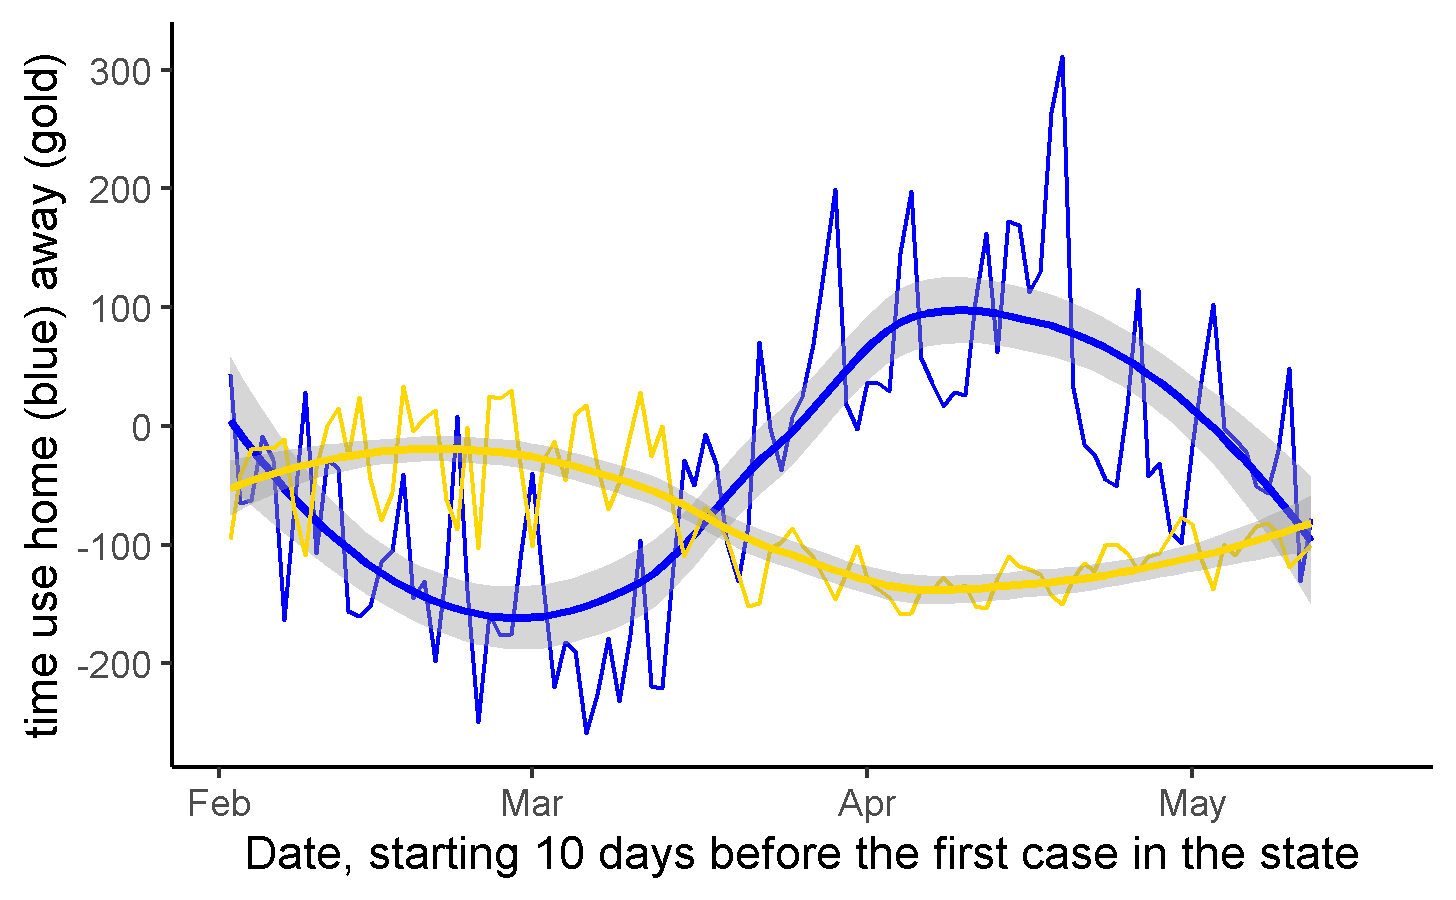 time use home (blue) away (gold)
300
200
100
0
-100
-200
Feb Mar Apr May
Date, starting 10 days before the first case in the state